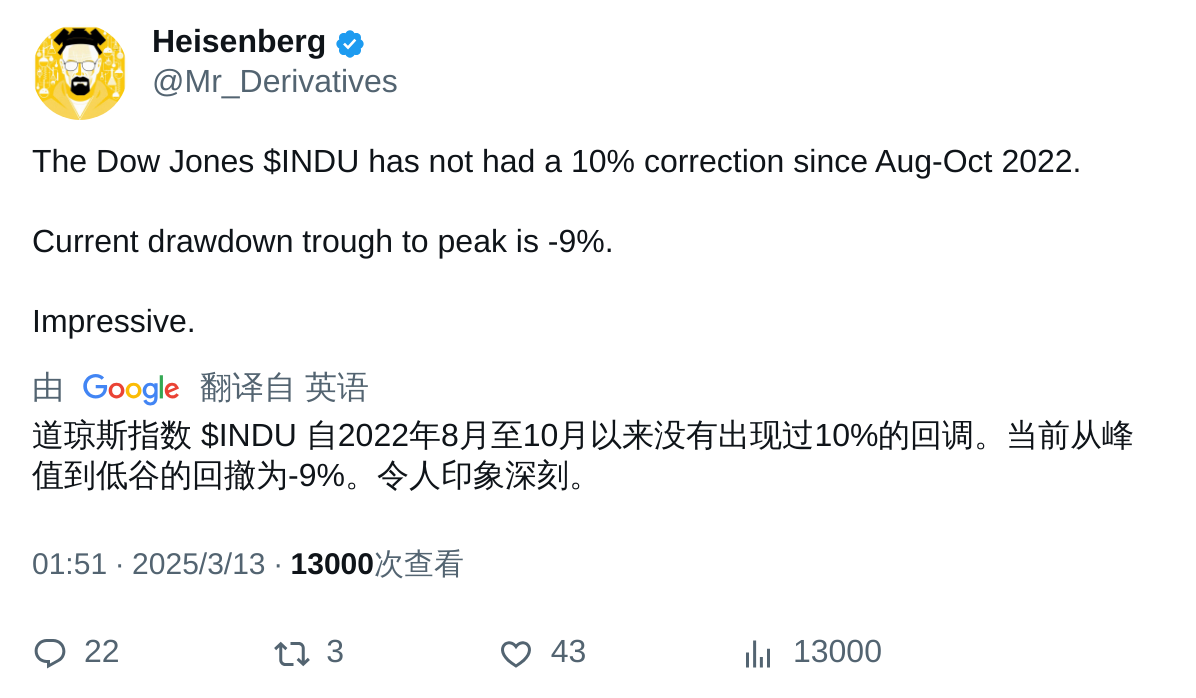 Heisenberg
@Mr_Derivatives
The Dow Jones $INDU has not had a 10% correction since Aug-Oct 2022.
Current drawdown trough to peak is -9%.
Impressive.
由 Google 翻译自 英语
道琼斯指数 $INDU 自2022年8月至10月以来没有出现过10%的回调。当前从峰
值到低谷的回撤为-9%。令人印象深刻。
01:51 · 2025/3/13 · 13000次查看
22 3 43 13000